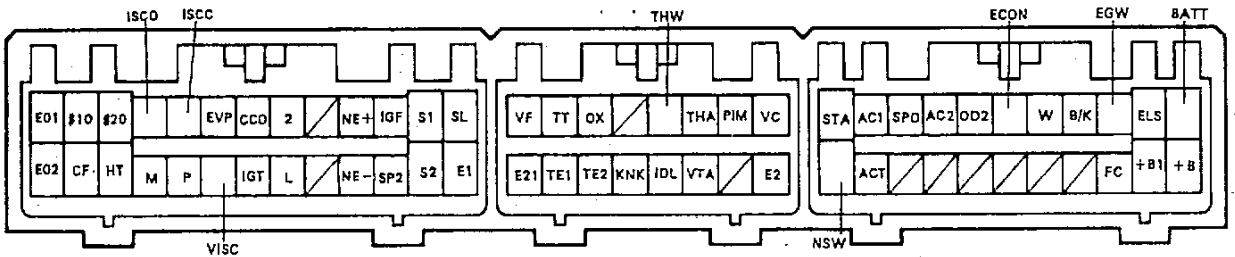 ISCO ISCC THW ECON EGW BATT
E01 #10 #20 EVP CCO 2 NE+ IGF S1 SL VF TT OX THA PIM VC STA AC1 SPD AC2 OD2 W B/K ELS
E02 CF HT M P IGT L NE- SP2 S2 E1 E21 TE1 TE2 KNK IDL VTA E2 ACT FC +B1 +B
VISC NSW